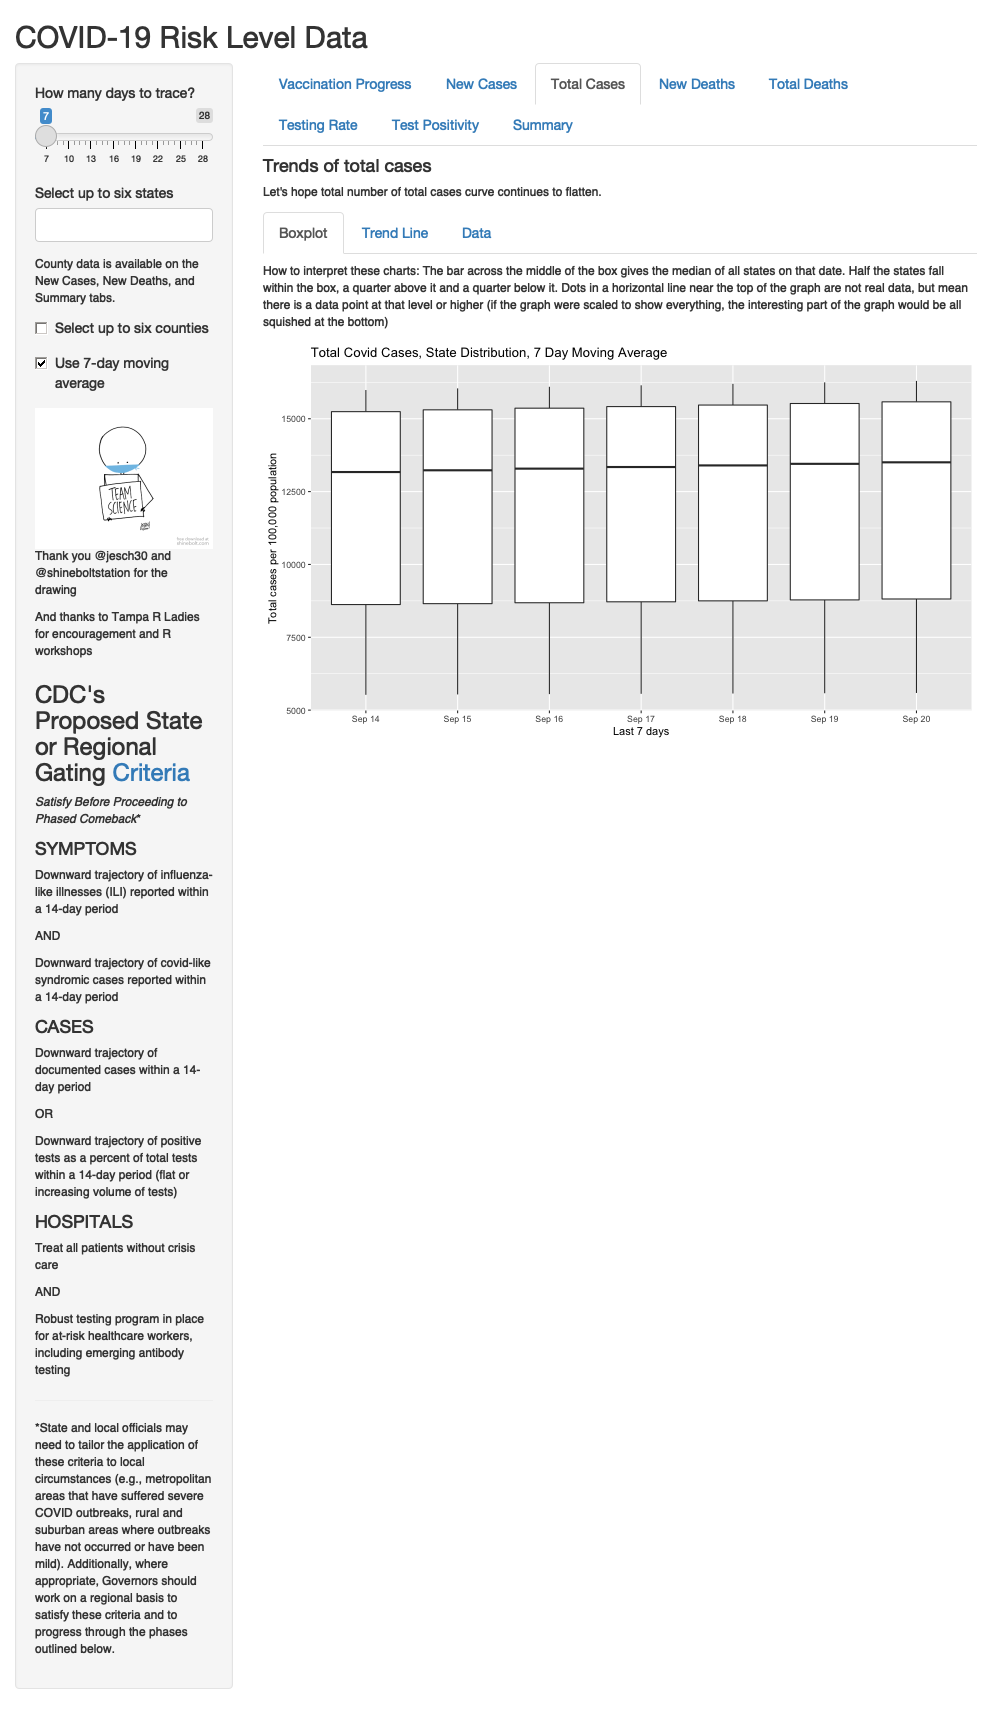 COVID-19 Risk Level Data
How many days to trace?
7
28
7 10 13 16 19 22 25 28
Select up to six states
County data is available on the
New Cases, New Deaths, and
Summary tabs.
Select up to six counties
Use 7-day moving
average
TEAM
SCIENCE
Thank you @jesch30 and
@shineboltstation for the
drawing
And thanks to Tampa R Ladies
for encouragement and R
workshops
CDC's
Proposed State
or Regional
Gating Criteria
Satisfy Before Proceeding to
Phased Comeback*
SYMPTOMS
Downward trajectory of influenza-
like illnesses (ILI) reported within
a 14-day period
AND
Downward trajectory of covid-like
syndromic cases reported within
a 14-day period
CASES
Downward trajectory of
documented cases within a 14-
day period
OR
Downward trajectory of positive
tests as a percent of total tests
within a 14-day period (flat or
increasing volume of tests)
HOSPITALS
Treat all patients without crisis
care
AND
Robust testing program in place
for at-risk healthcare workers,
including emerging antibody
testing
*State and local officials may
need to tailor the application of
these criteria to local
circumstances (e.g., metropolitan
areas that have suffered severe
COVID outbreaks, rural and
suburban areas where outbreaks
have not occurred or have been
mild). Additionally, where
appropriate, Governors should
work on a regional basis to
satisfy these criteria and to
progress through the phases
outlined below.
Vaccination Progress New Cases Total Cases New Deaths Total Deaths
Testing Rate Test Positivity Summary
Trends of total cases
Let's hope total number of total cases curve continues to flatten.
Boxplot Trend Line Data
How to interpret these charts: The bar across the middle of the box gives the median of all states on that date. Half the states fall
within the box, a quarter above it and a quarter below it. Dots in a horizontal line near the top of the graph are not real data, but mean
there is a data point at that level or higher (if the graph were scaled to show everything, the interesting part of the graph would be all
squished at the bottom)
Total Covid Cases, State Distribution, 7 Day Moving Average
Total cases per 100,000 population
15000
12500
10000
7500
5000
Sep 14 Sep 15 Sep 16 Sep 17 Sep 18 Sep 19 Sep 20
Last 7 days